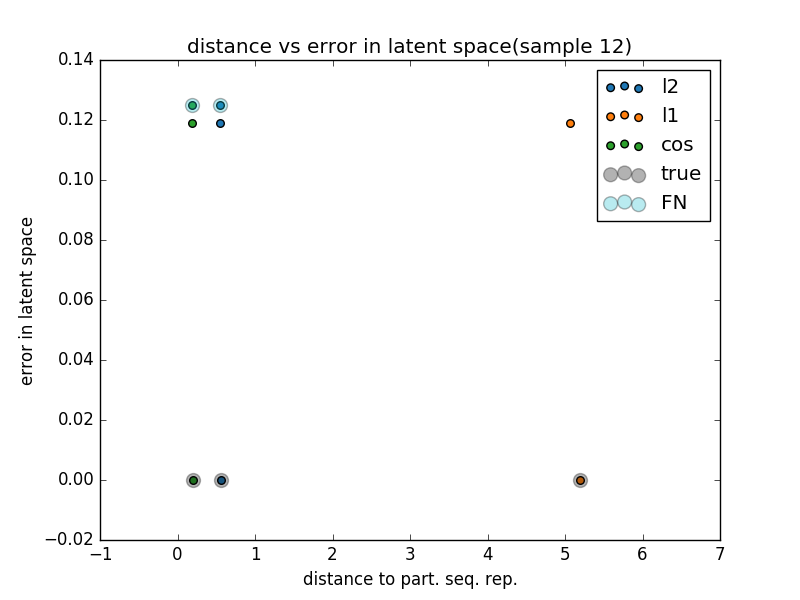 distance vs error in latent space(sample 12)
0.14
0.12
0.10
0.08
0.06
0.04
0.02
0.00
−0.02
error in latent space
l2
l1
cos
true
FN
−1 0 1 2 3 4 5 6 7
distance to part. seq. rep.